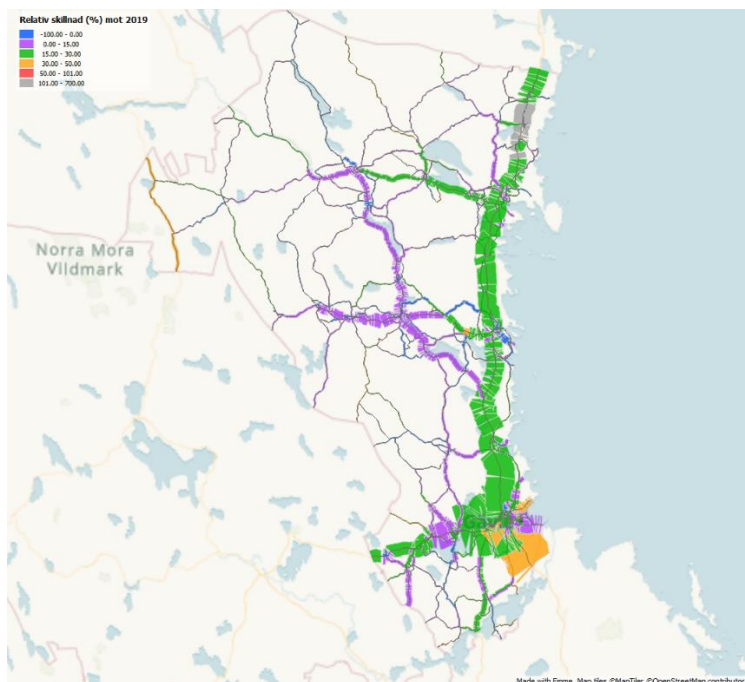 Relativ skillnad (%) mot 2019
-100.00 - 0.00
0.00 - 15.00
15.00 - 30.00
30.00 - 50.00
50.00 - 101.00
101.00 - 700.00
Norra Mora
Vildmark
Gävle
Made with Emme, Map tiles ©MapTiler ©OpenStreetMap contributor